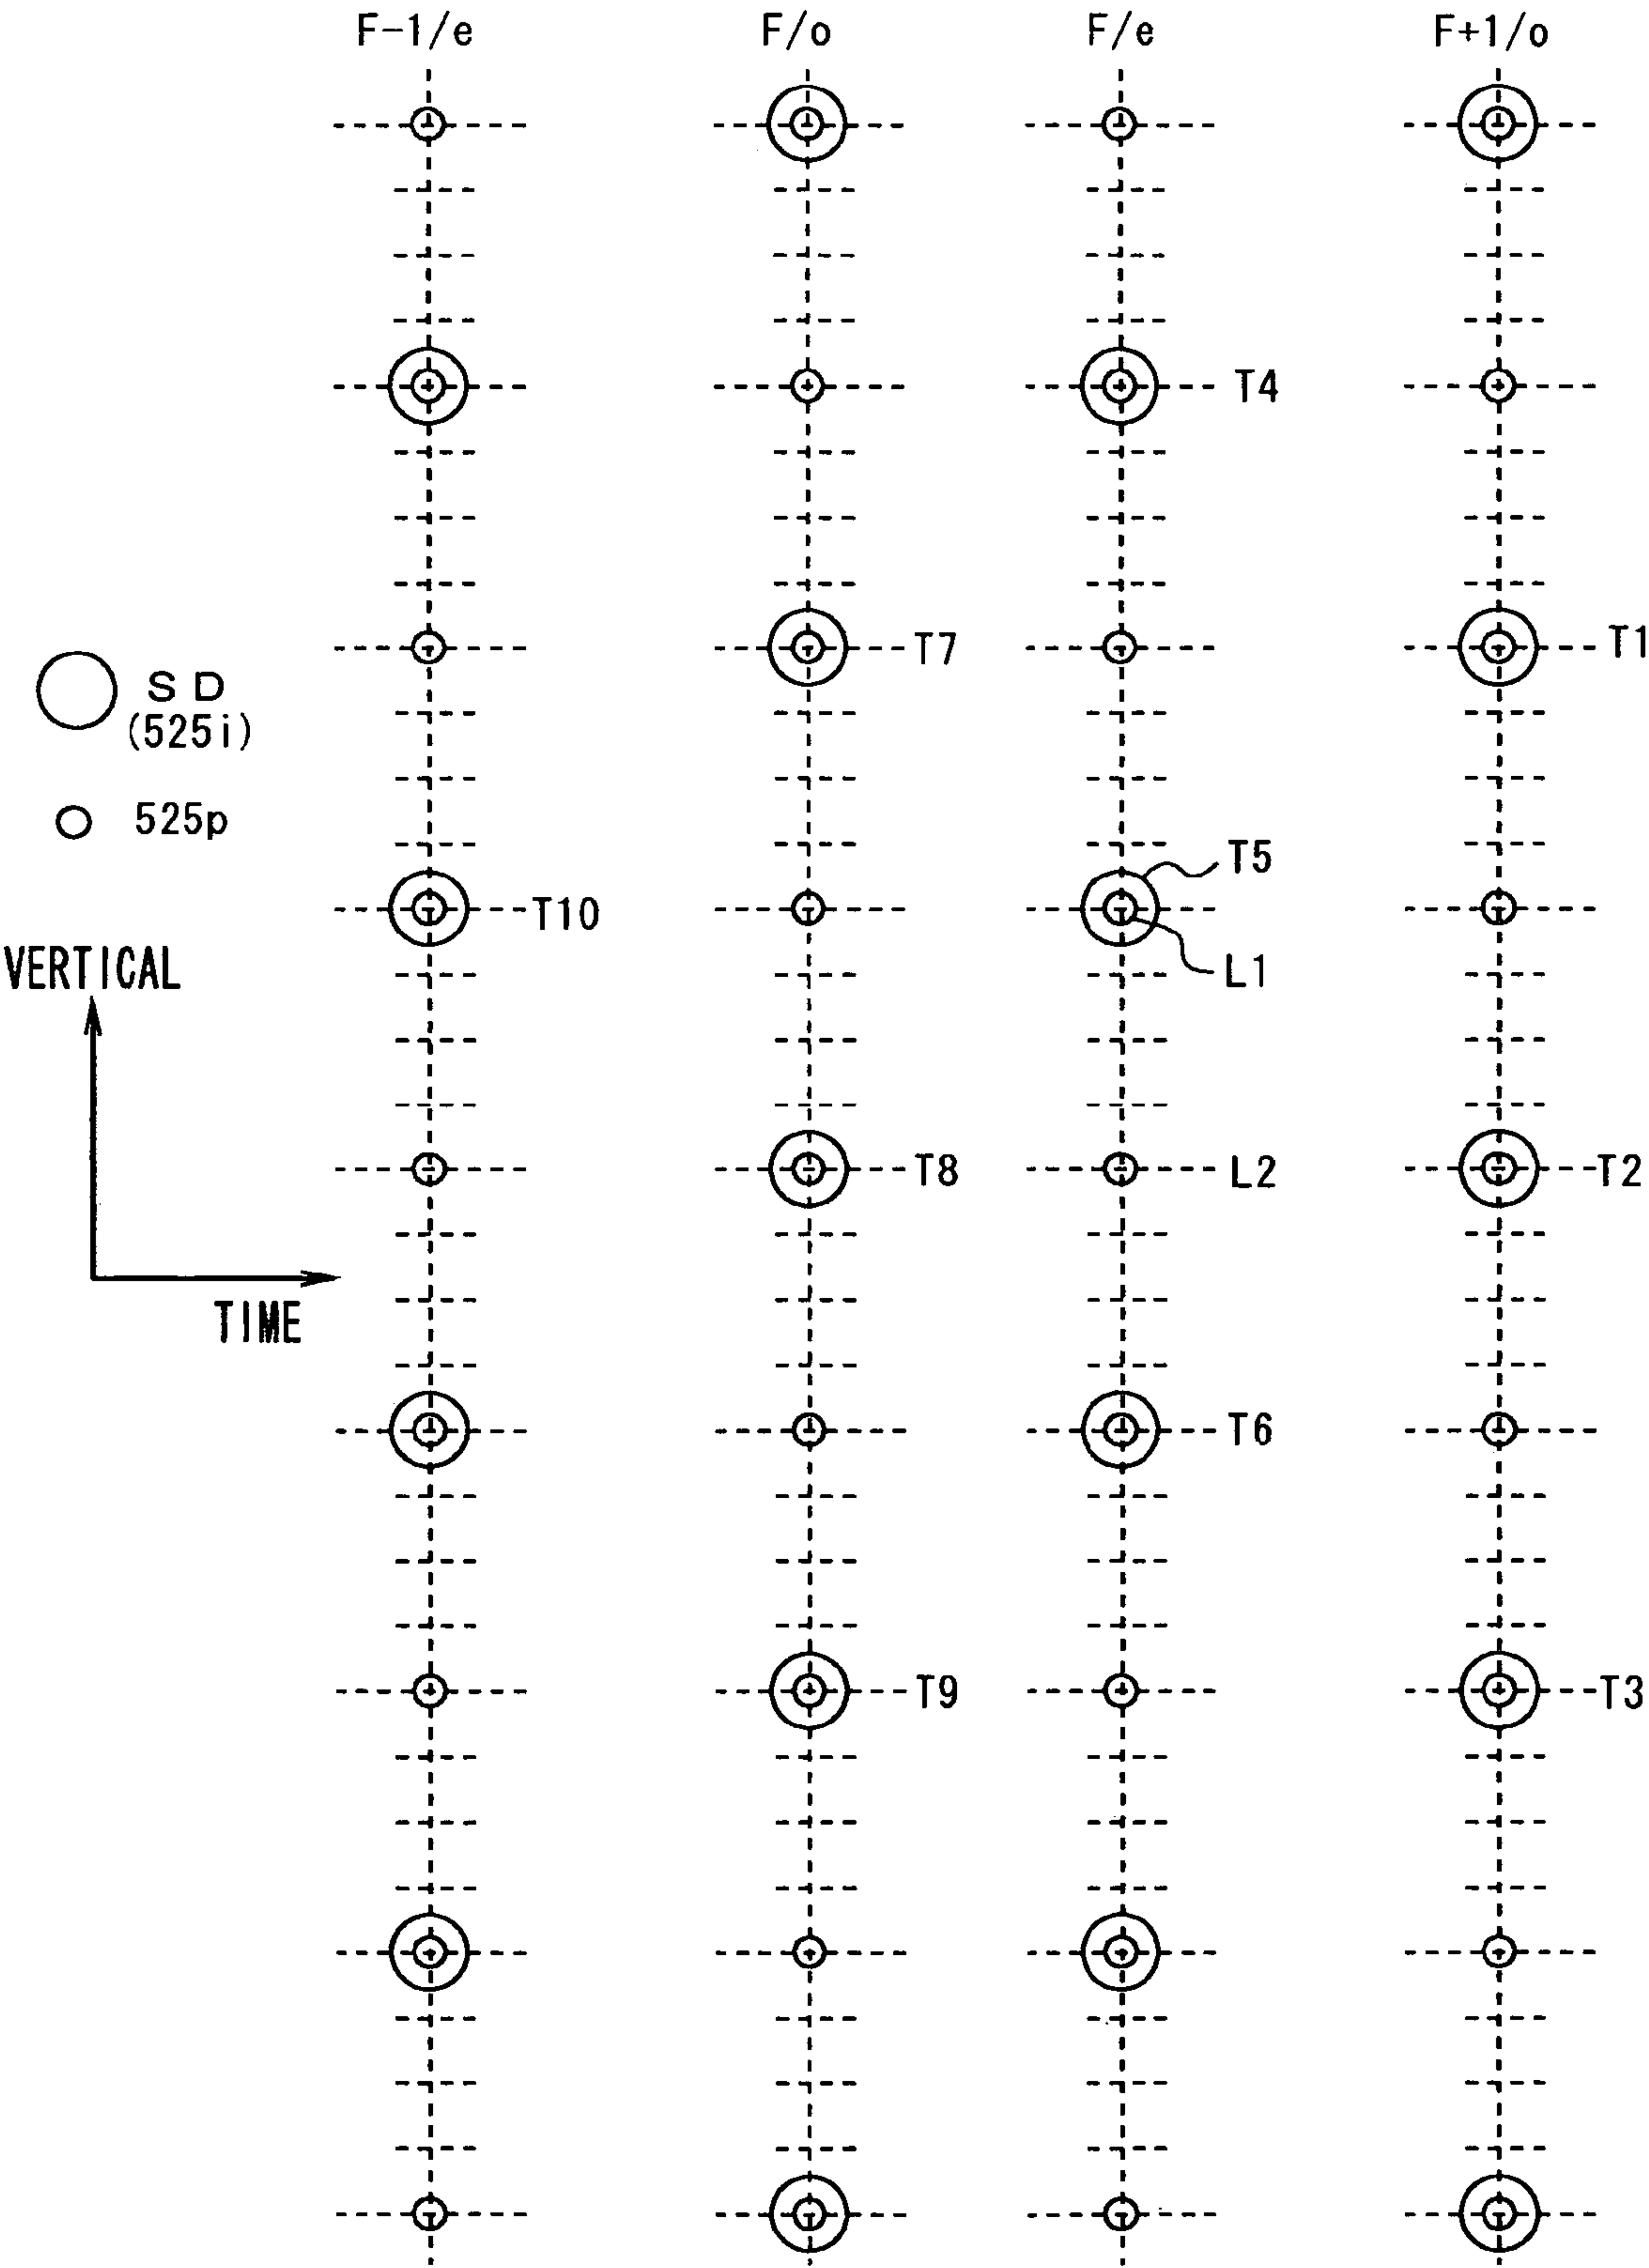 F-1/e F/o F/e F+1/o
T4
T7 T1
SD
(525i)
525p
T5
T10
L1
VERTICAL
T8 L2 T2
TIME
T6
T9 T3